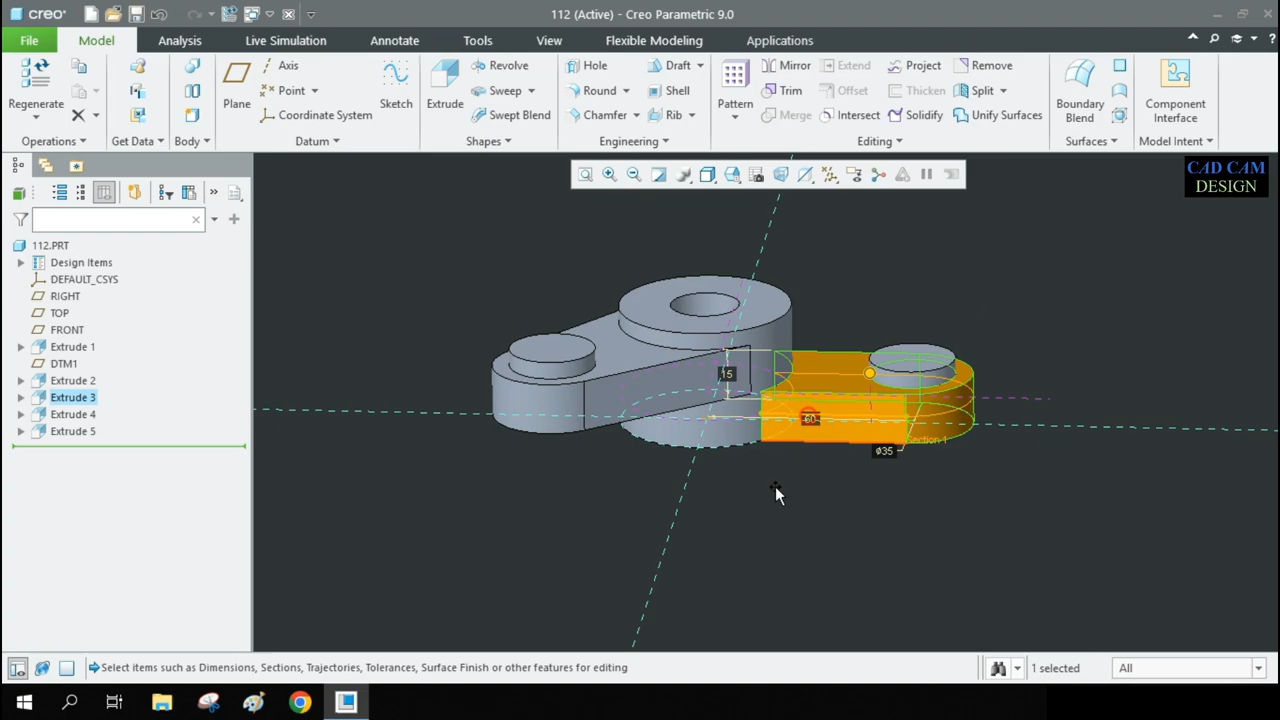 creo
112 (Active) - Creo Parametric 9.0
File Model Analysis Live Simulation Annotate Tools View Flexible Modeling Applications
Regenerate
Operations
Get Data
Body
Plane
Axis
Point
Coordinate System
Sketch
Datum
Extrude
Revolve
Sweep
Swept Blend
Shapes
Hole
Round
Chamfer
Draft
Shell
Rib
Engineering
Pattern
Mirror
Trim
Merge
Extend
Offset
Intersect
Project
Thicken
Solidify
Remove
Split
Unify Surfaces
Editing
Boundary
Blend
Surfaces
Component
Interface
Model Intent
CAD CAM
DESIGN
112.PRT
Design Items
DEFAULT_CSYS
RIGHT
TOP
FRONT
Extrude 1
DTM1
Extrude 2
Extrude 3
Extrude 4
Extrude 5
15
60
Section 1
Ø35
Select items such as Dimensions, Sections, Trajectories, Tolerances, Surface Finish or other features for editing
1 selected
All